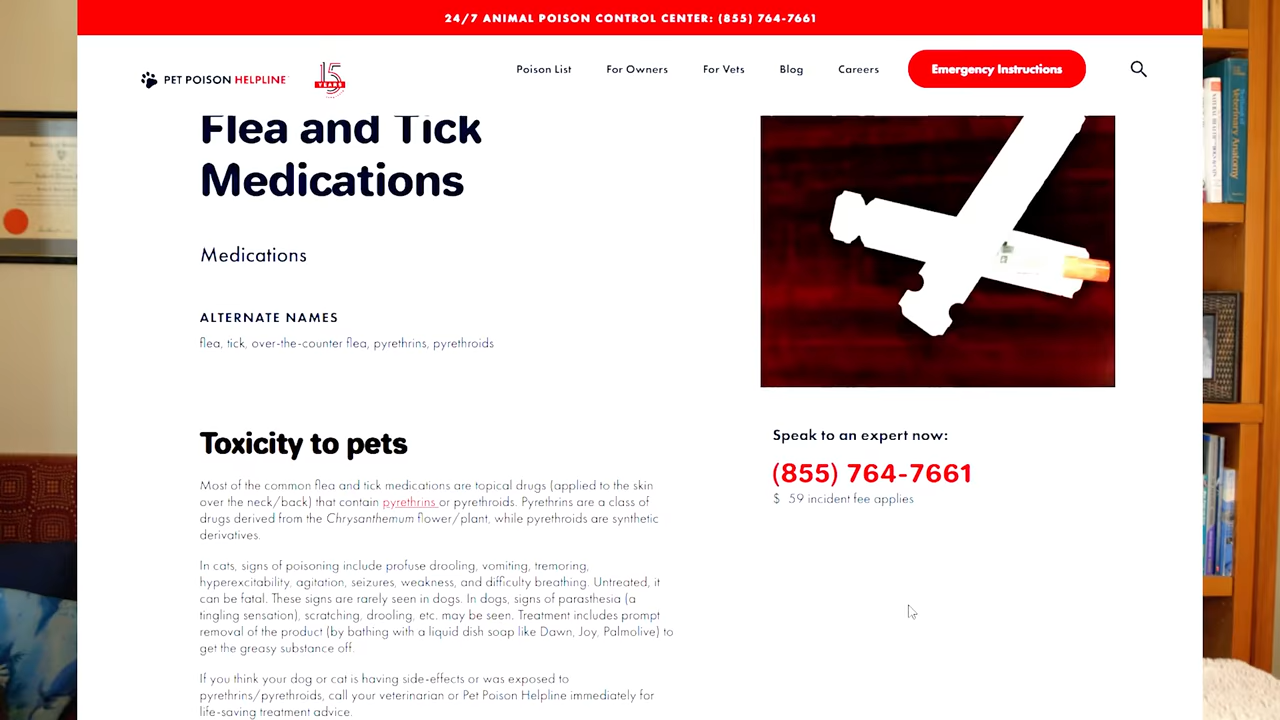 24/7 ANIMAL POISON CONTROL CENTER: (855) 764-7661
PET POISON HELPLINE
15
YEARS
Poison List
For Owners
For Vets
Blog
Careers
Emergency Instructions
Flea and Tick
Medications
Medications
ALTERNATE NAMES
flea, tick, over-the-counter flea, pyrethrins, pyrethroids
Toxicity to pets
Most of the common flea and tick medications are topical drugs (applied to the skin
over the neck/back) that contain pyrethrins or pyrethroids. Pyrethrins are a class of
drugs derived from the Chrysanthemum flower/plant, while pyrethroids are synthetic
derivatives.
In cats, signs of poisoning include profuse drooling, vomiting, tremoring,
hyperexcitability, agitation, seizures, weakness, and difficulty breathing. Untreated, it
can be fatal. These signs are rarely seen in dogs. In dogs, signs of parasthesia (a
tingling sensation), scratching, drooling, etc. may be seen. Treatment includes prompt
removal of the product (by bathing with a liquid dish soap like Dawn, Joy, Palmolive) to
get the greasy substance off.
If you think your dog or cat is having side-effects or was exposed to
pyrethrins/pyrethroids, call your veterinarian or Pet Poison Helpline immediately for
life-saving treatment advice.
Speak to an expert now:
(855) 764-7661
$ 59 incident fee applies
Veterinary Anatomy